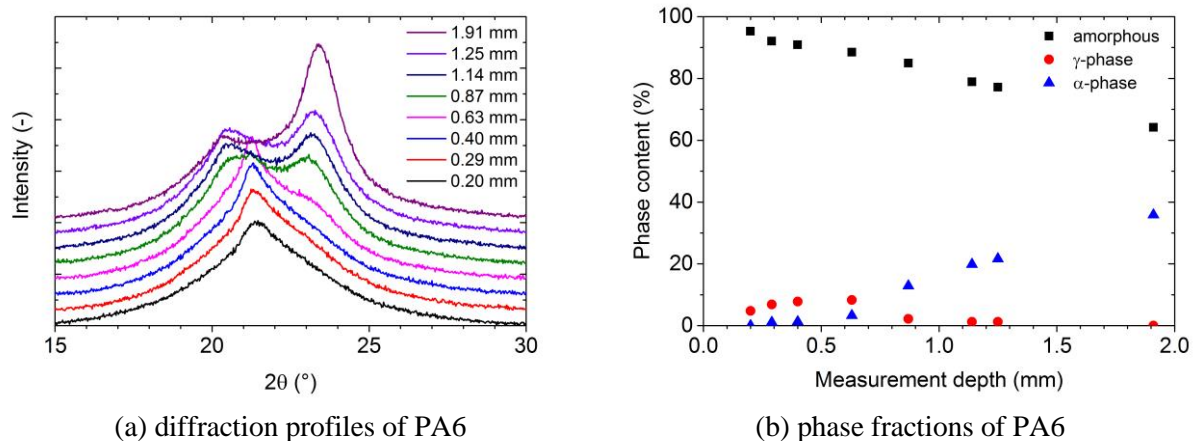 1.91 mm
1.25 mm
1.14 mm
0.87 mm
0.63 mm
0.40 mm
0.29 mm
0.20 mm
Intensity (-)
15 20 25 30
2θ (°)
(a) diffraction profiles of PA6
100
80
60
40
20
0
Phase content (%)
amorphous
γ-phase
α-phase
0.0 0.5 1.0 1.5 2.0
Measurement depth (mm)
(b) phase fractions of PA6